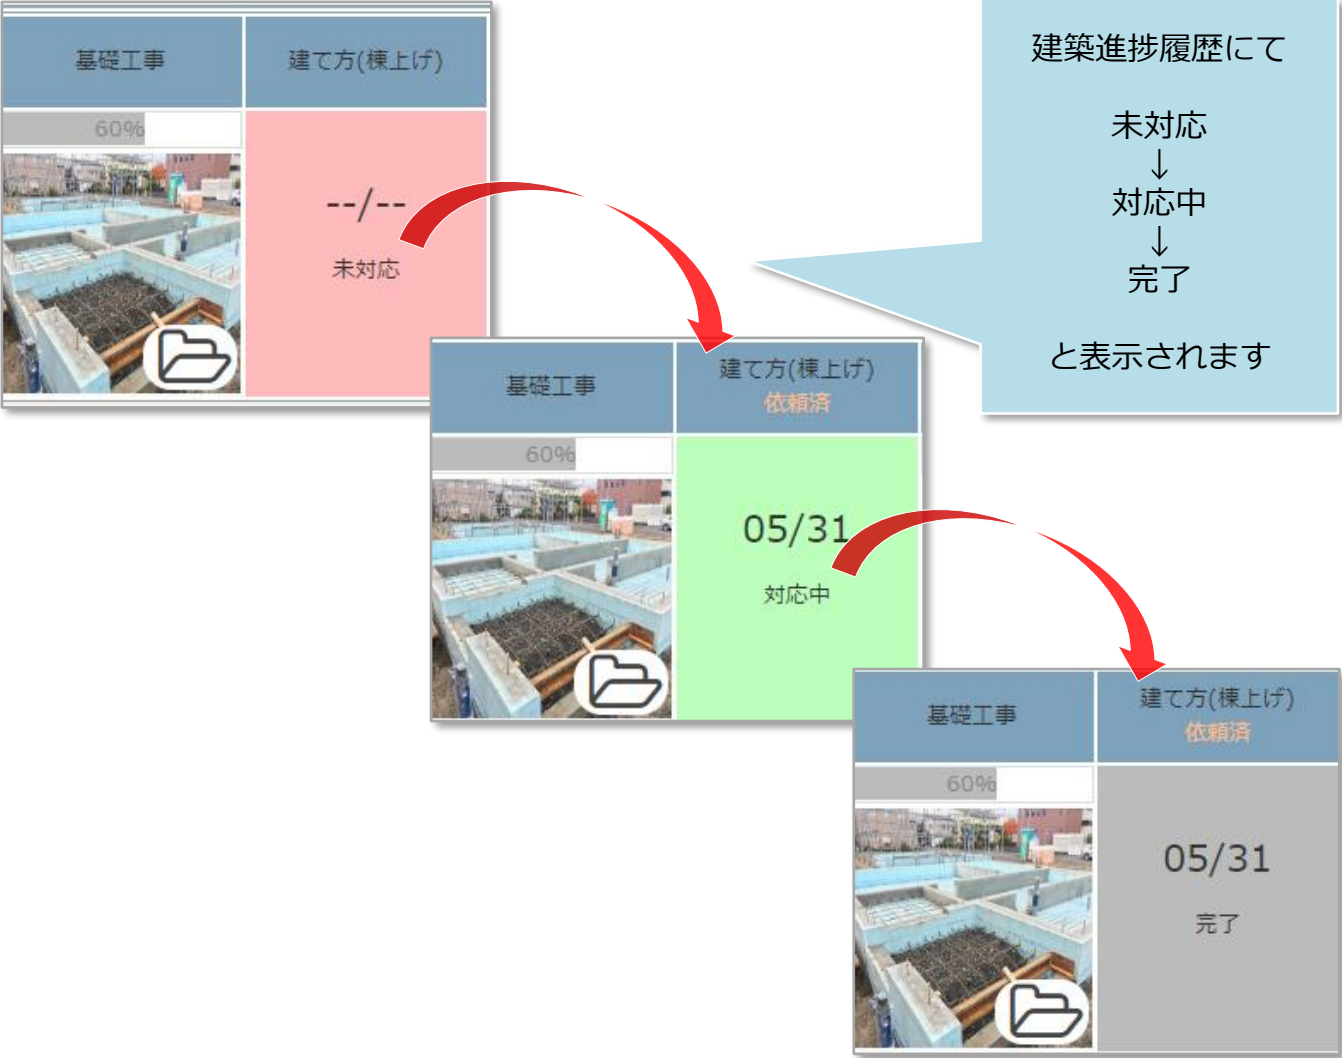 基礎工事
建て方(棟上げ)
60%
--/--
未対応
建築進捗履歴にて
未対応
↓
対応中
↓
完了
と表示されます
基礎工事
建て方(棟上げ)
依頼済
60%
05/31
対応中
基礎工事
建て方(棟上げ)
依頼済
60%
05/31
完了